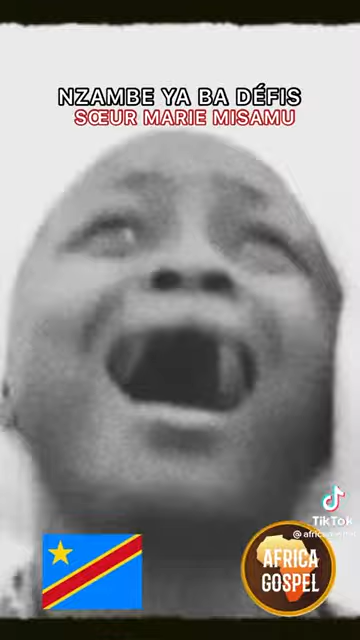 NZAMBE YA BA DÉFIS
SŒUR MARIE MISAMU
TikTok
AFRICA
GOSPEL